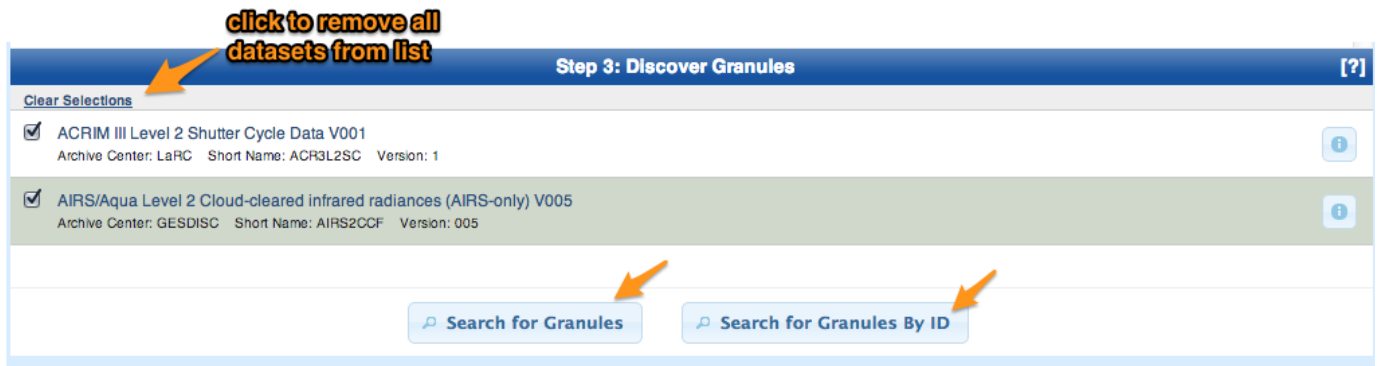 click to remove all
datasets from list
Step 3: Discover Granules [?]
Clear Selections
ACRIM III Level 2 Shutter Cycle Data V001
Archive Center: LaRC Short Name: ACR3L2SC Version: 1
AIRS/Aqua Level 2 Cloud-cleared infrared radiances (AIRS-only) V005
Archive Center: GESDISC Short Name: AIRS2CCF Version: 005
Search for Granules Search for Granules By ID